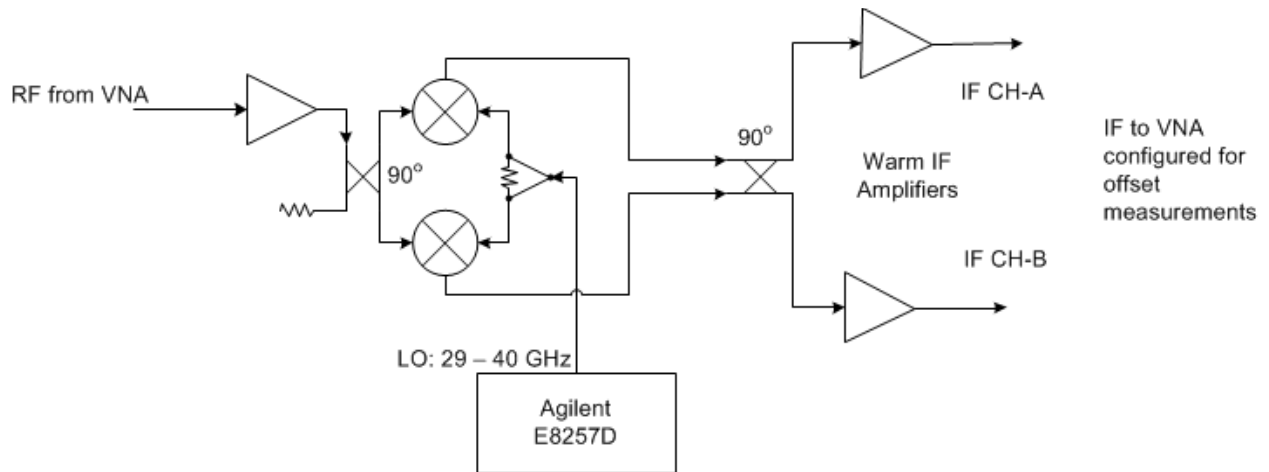 RF from VNA
90°
LO: 29 – 40 GHz
Agilent
E8257D
90°
Warm IF
Amplifiers
IF CH-A
IF CH-B
IF to VNA
configured for
offset
measurements